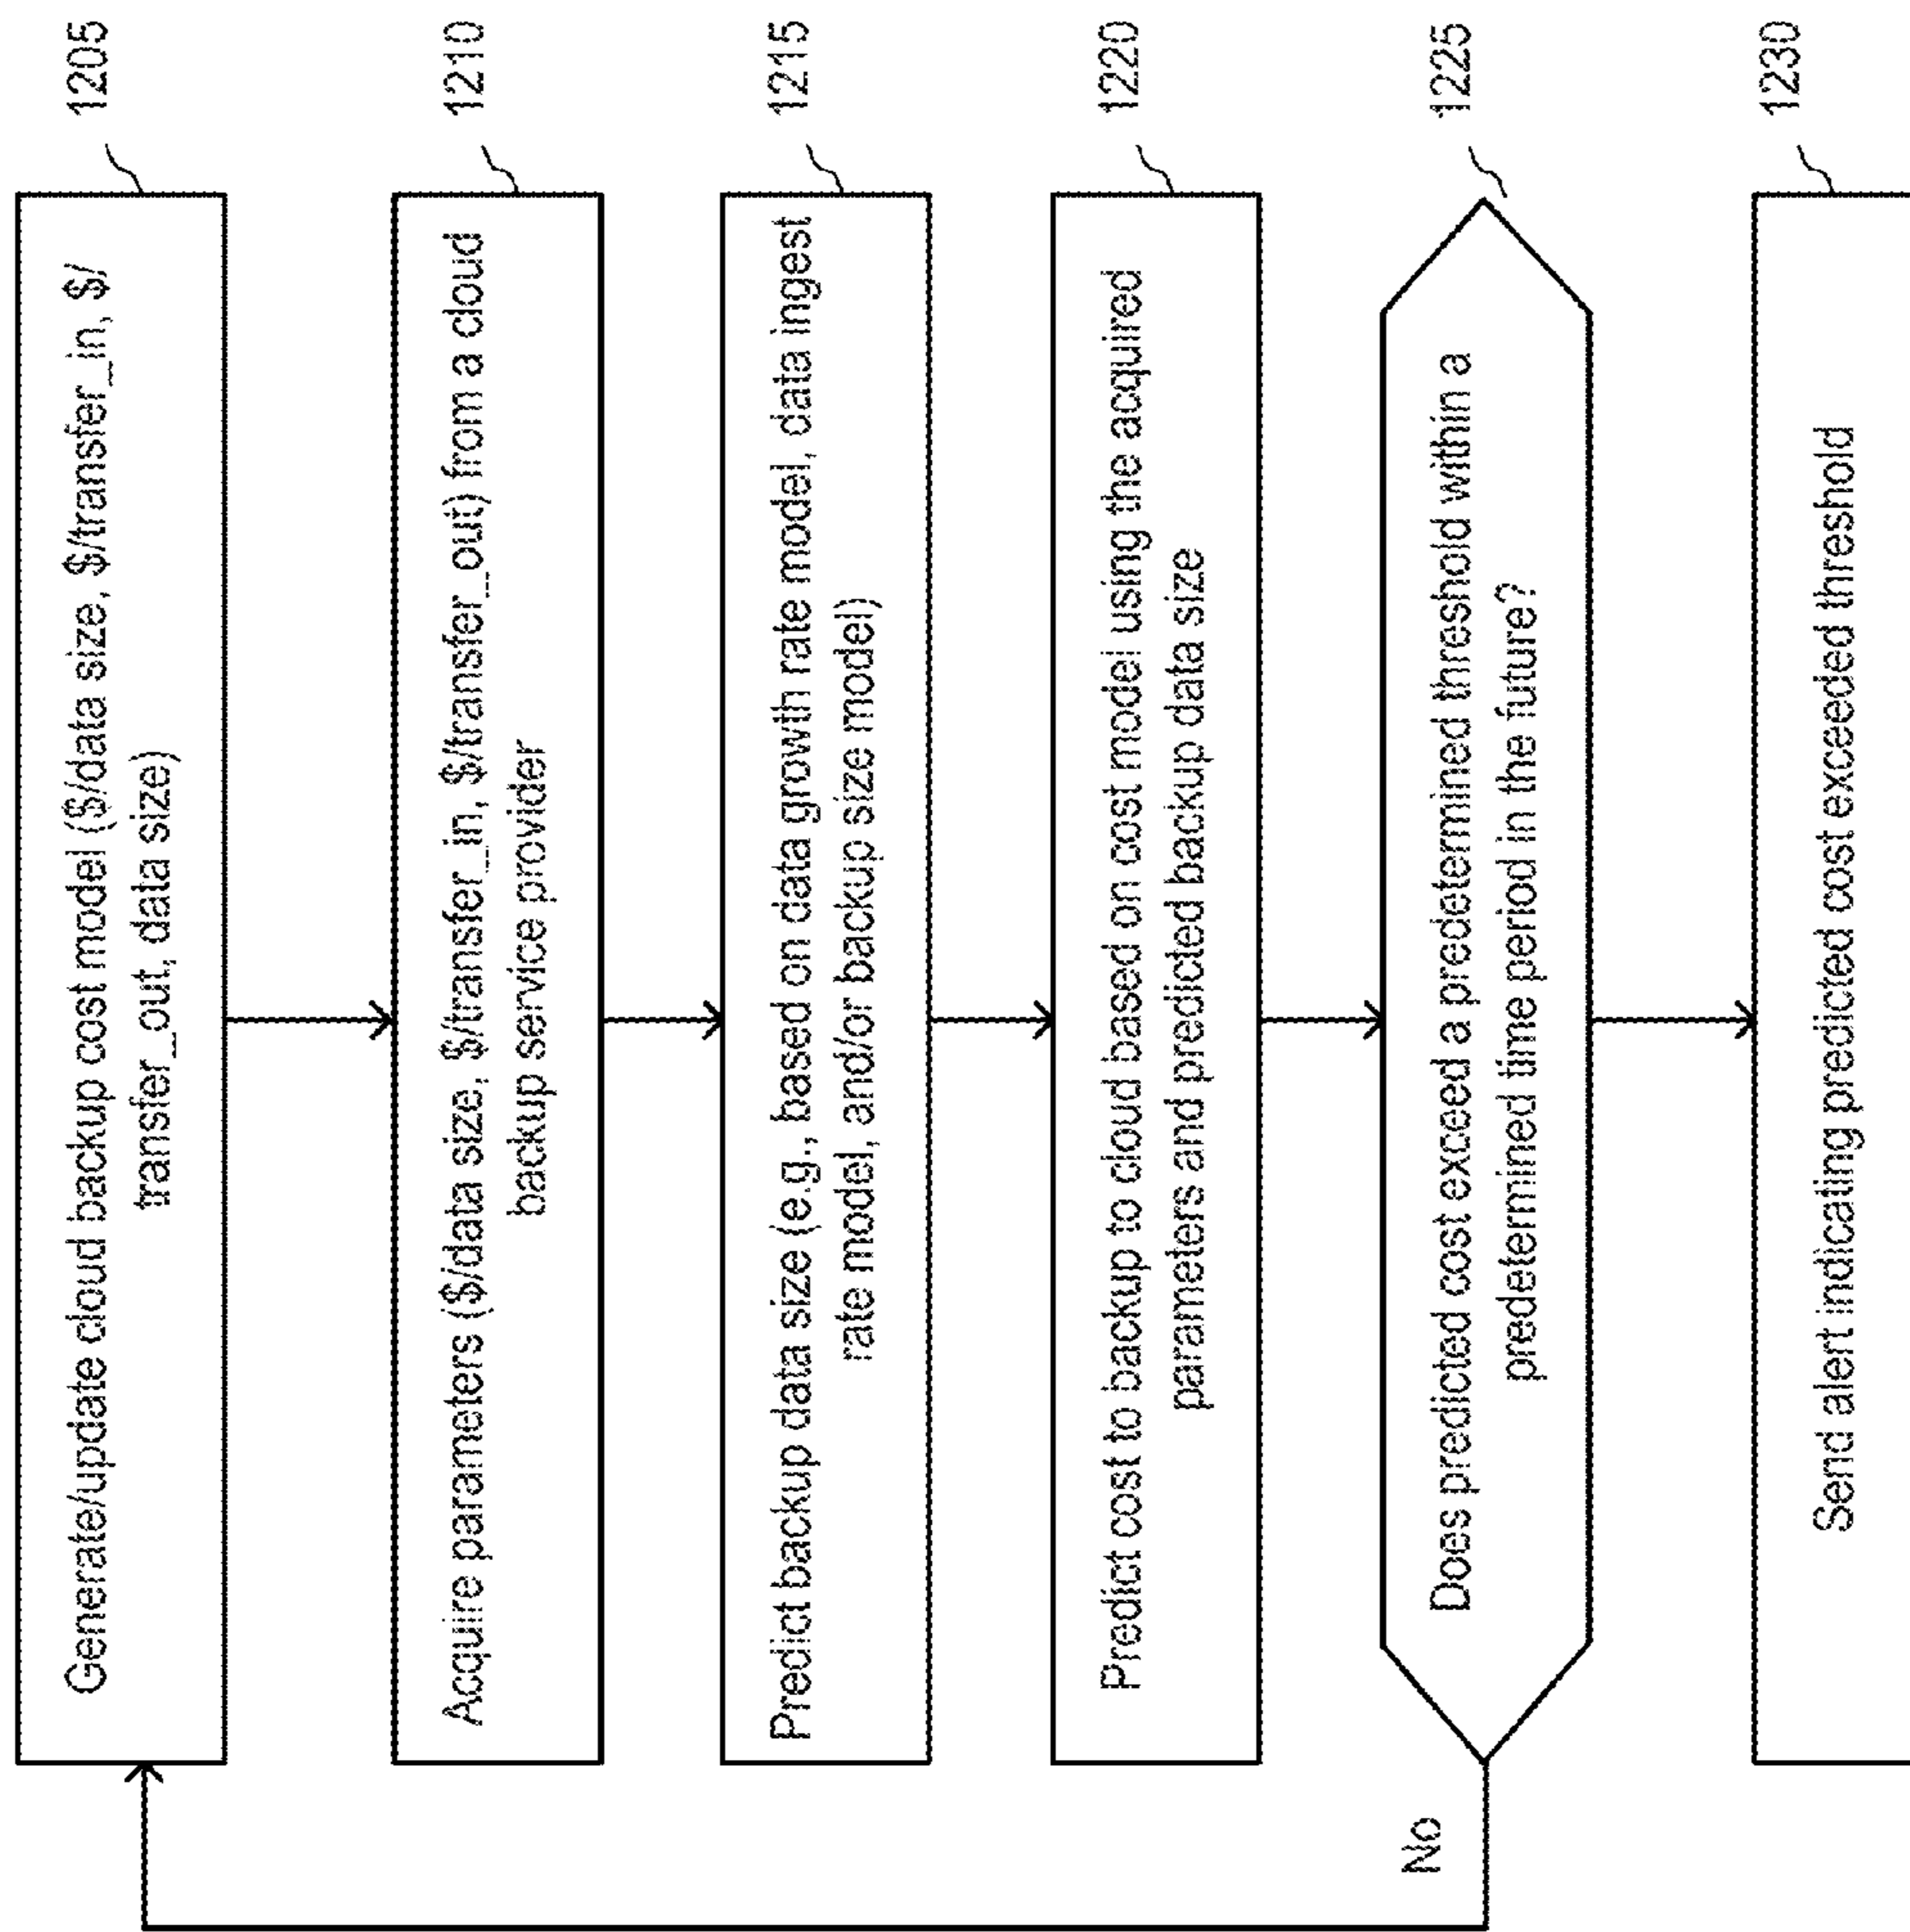 Generate/update cloud backup cost model ($/data size, $/transfer_in, $/
transfer_out, data size)
1205
Acquire parameters ($/data size, $/transfer_in, $/transfer_out) from a cloud
backup service provider
1210
Predict backup data size (e.g., based on data growth rate model, data ingest
rate model, and/or backup size model)
1215
Predict cost to backup to cloud based on cost model using the acquired
parameters and predicted backup data size
1220
Does predicted cost exceed a predetermined threshold within a
predetermined time period in the future?
1225
No
Send alert indicating predicted cost exceeded threshold
1230